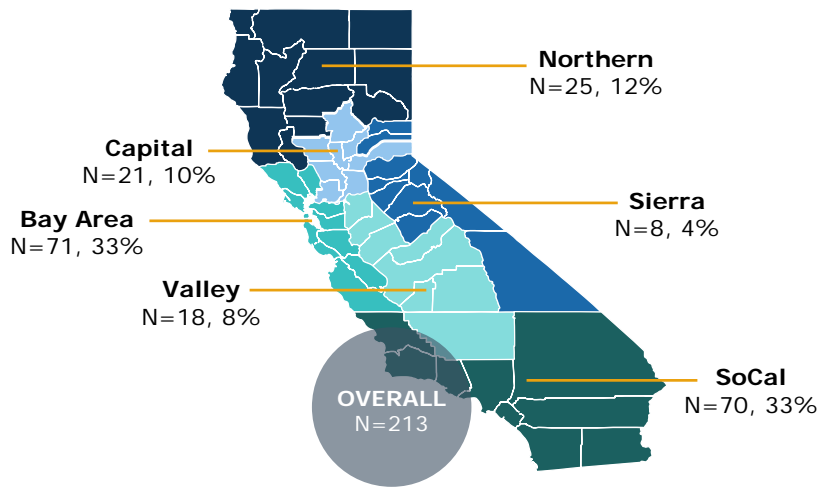 Northern
N=25, 12%
Capital
N=21, 10%
Sierra
N=8, 4%
Bay Area
N=71, 33%
Valley
N=18, 8%
SoCal
N=70, 33%
OVERALL
N=213